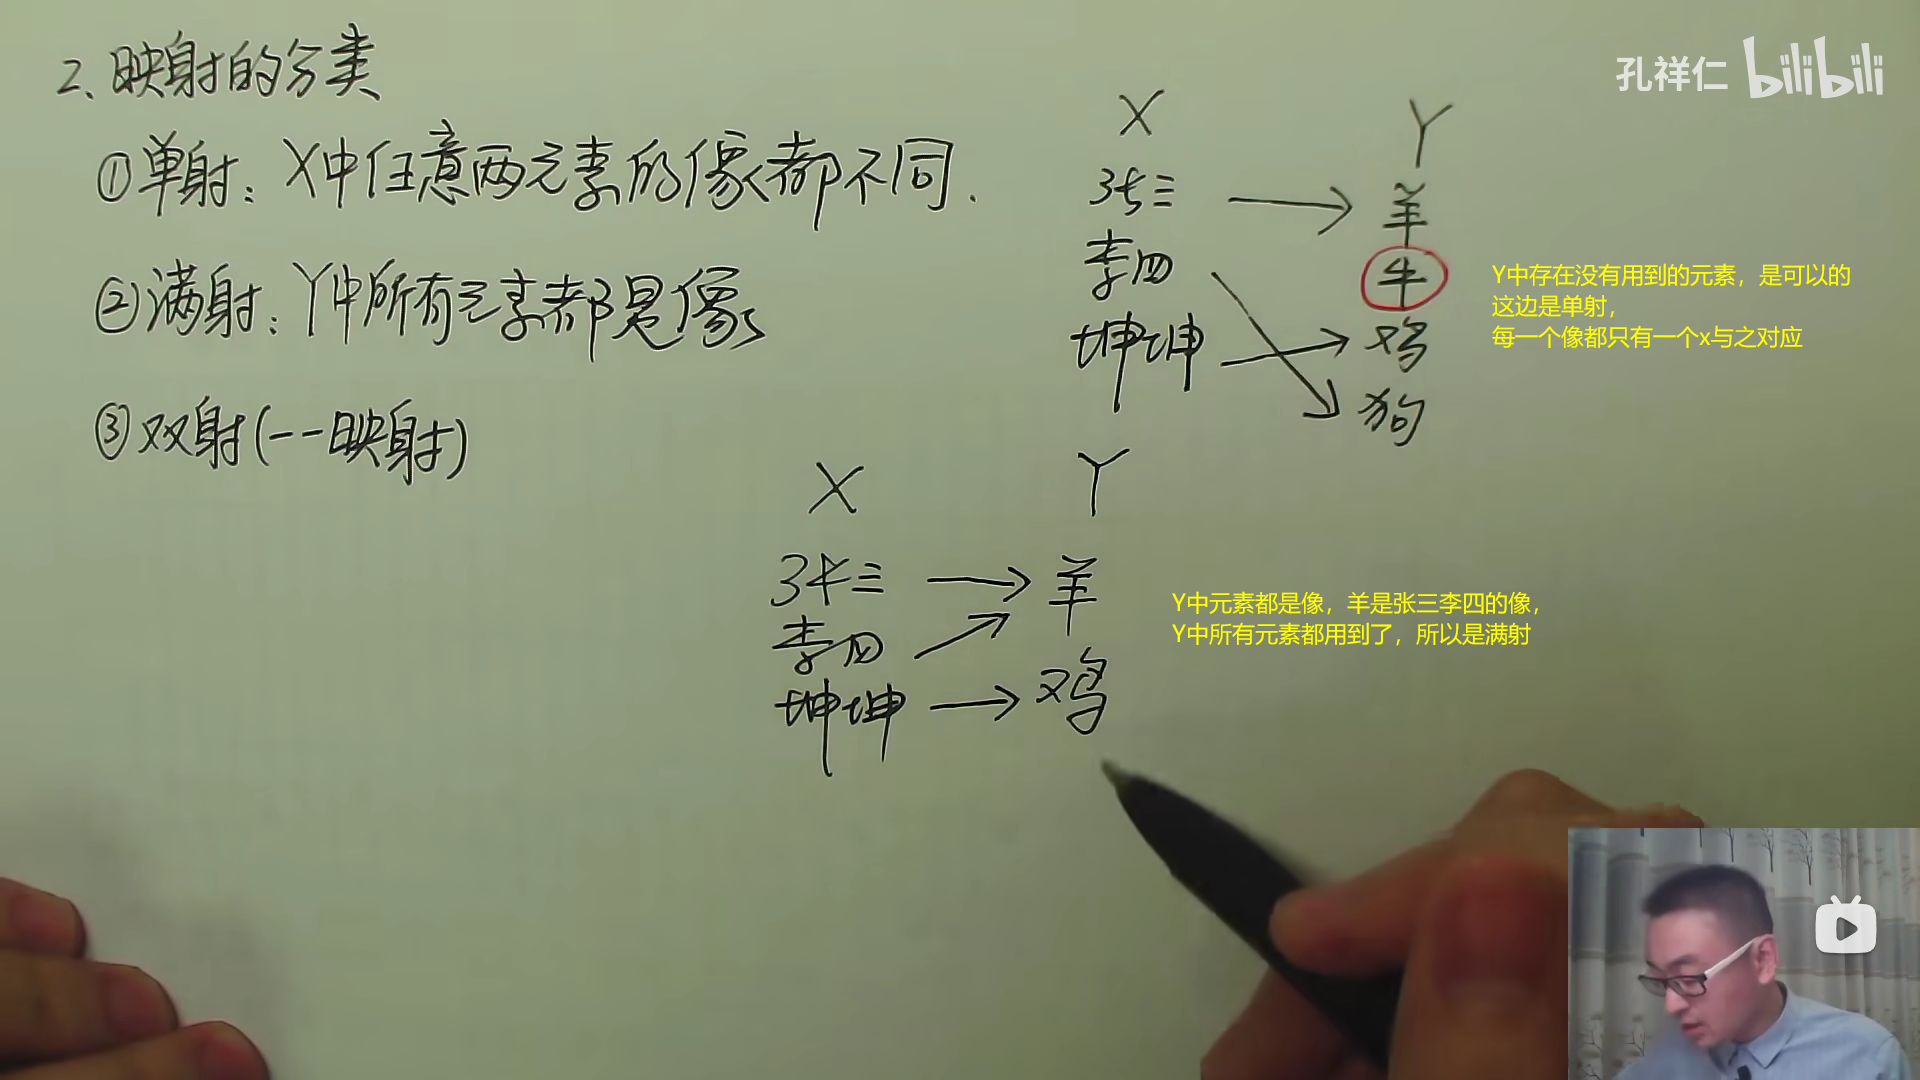 2、映射的分类
①单射：X中任意两元素的像都不同.
②满射：Y中所有元素都是像
③双射(一一映射)
孔祥仁 bilibili
X Y
张三 羊
李四 牛
坤坤 鸡
狗
Y中存在没有用到的元素，是可以的
这边是单射，
每一个像都只有一个x与之对应
X Y
张三 羊
李四
坤坤 鸡
Y中元素都是像，羊是张三李四的像，
Y中所有元素都用到了，所以是满射